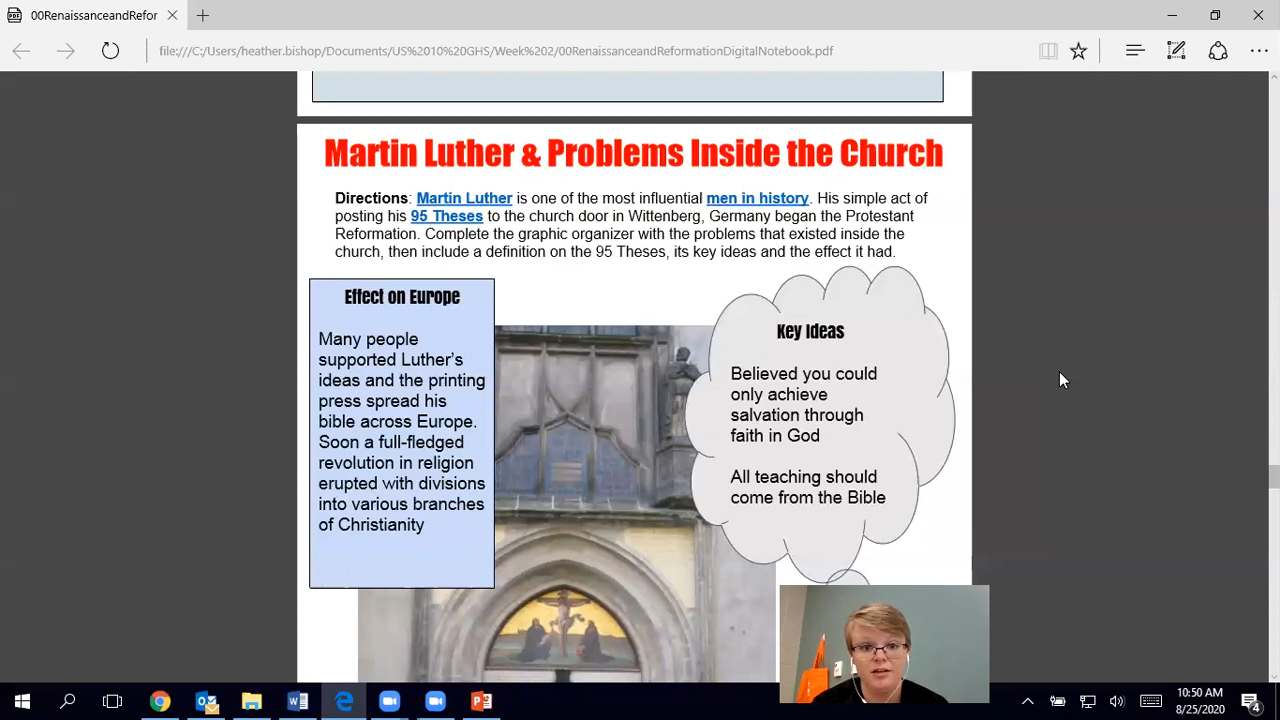 00RenaissanceandRefor
file:///C:/Users/heather.bishop/Documents/US%2010%20GHS/Week%202/00RenaissanceandReformationDigitalNotebook.pdf
Martin Luther & Problems Inside the Church
Directions: Martin Luther is one of the most influential men in history. His simple act of
posting his 95 Theses to the church door in Wittenberg, Germany began the Protestant
Reformation. Complete the graphic organizer with the problems that existed inside the
church, then include a definition on the 95 Theses, its key ideas and the effect it had.
Effect on Europe
Many people
supported Luther's
ideas and the printing
press spread his
bible across Europe.
Soon a full-fledged
revolution in religion
erupted with divisions
into various branches
of Christianity
Key Ideas
Believed you could
only achieve
salvation through
faith in God
All teaching should
come from the Bible
10:50 AM
8/25/2020
4